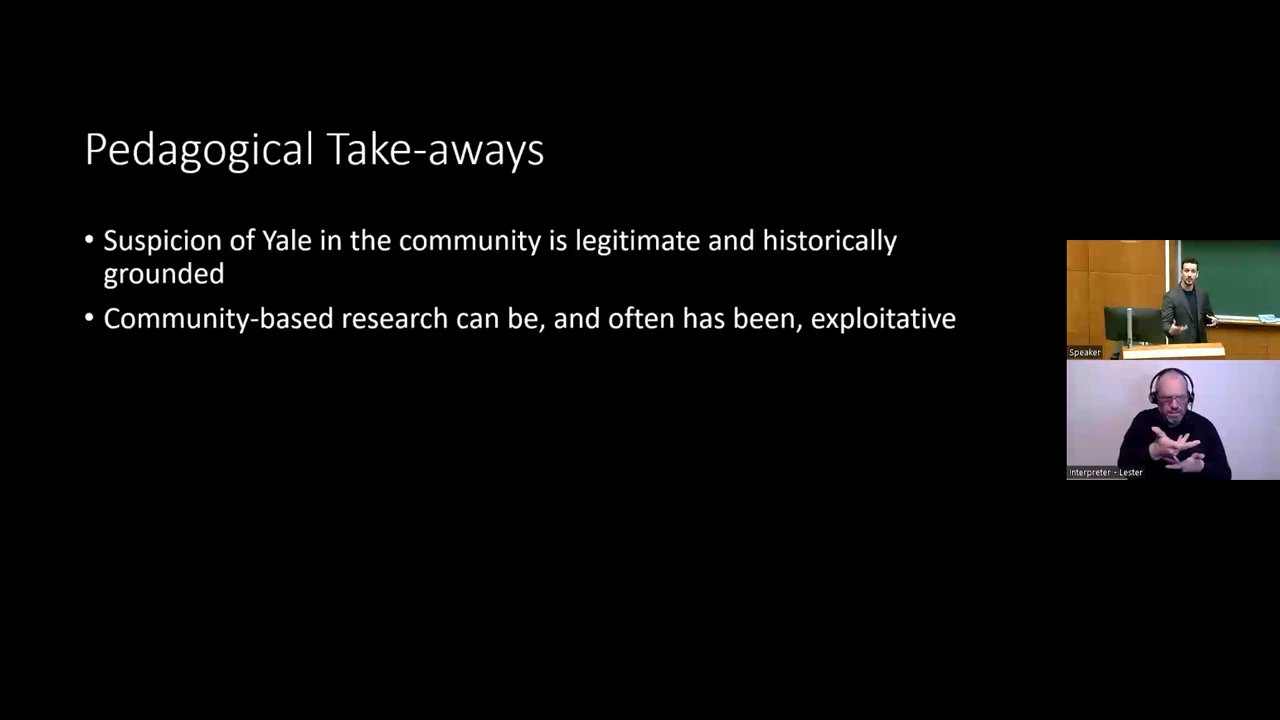 Pedagogical Take-aways
• Suspicion of Yale in the community is legitimate and historically
grounded
• Community-based research can be, and often has been, exploitative
Speaker
Interpreter - Lester